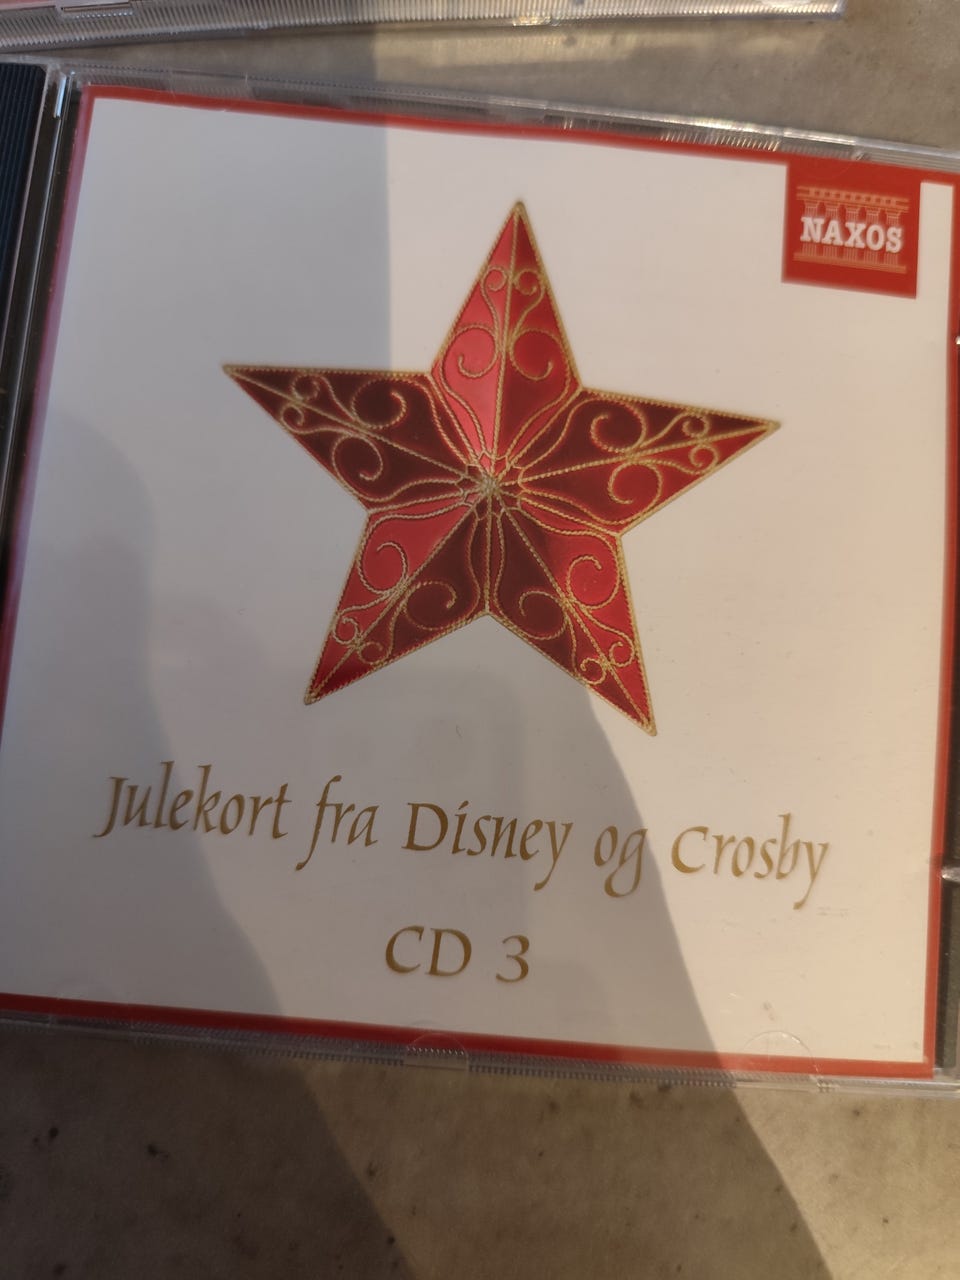 NAXOS
Julekort fra Disney og Crosby
CD 3